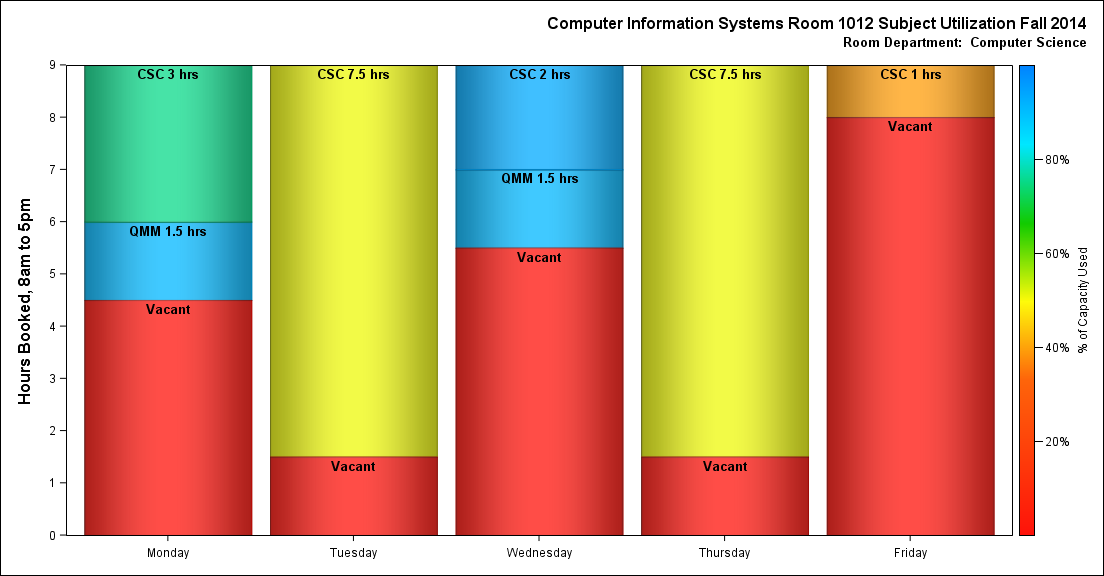 Computer Information Systems Room 1012 Subject Utilization Fall 2014
Room Department:  Computer Science
Hours Booked, 8am to 5pm
9
8
7
6
5
4
3
2
1
0
CSC 3 hrs
QMM 1.5 hrs
Vacant
CSC 7.5 hrs
Vacant
CSC 2 hrs
QMM 1.5 hrs
Vacant
CSC 7.5 hrs
Vacant
CSC 1 hrs
Vacant
Monday
Tuesday
Wednesday
Thursday
Friday
80%
60%
40%
20%
% of Capacity Used